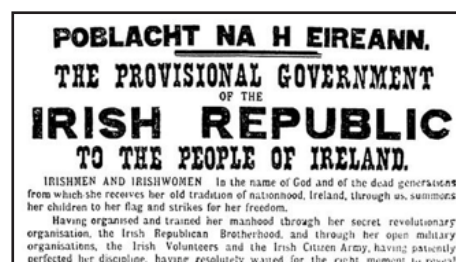 POBLACHT NA H EIREANN.
THE PROVISIONAL GOVERNMENT
OF THE
IRISH REPUBLIC
TO THE PEOPLE OF IRELAND.
IRISHMEN AND IRISHWOMEN In the name of God and of the dead generations
from which she receives her old tradition of nationhood, Ireland, through us, summons
her children to her flag and strikes for her freedom.
Having organised and trained her manhood through her secret revolutionary
organisation, the Irish Republican Brotherhood, and through her open military
organisations, the Irish Volunteers and the Irish Citizen Army, having patiently
perfected her discipline, having resolutely waited for the right moment to reveal